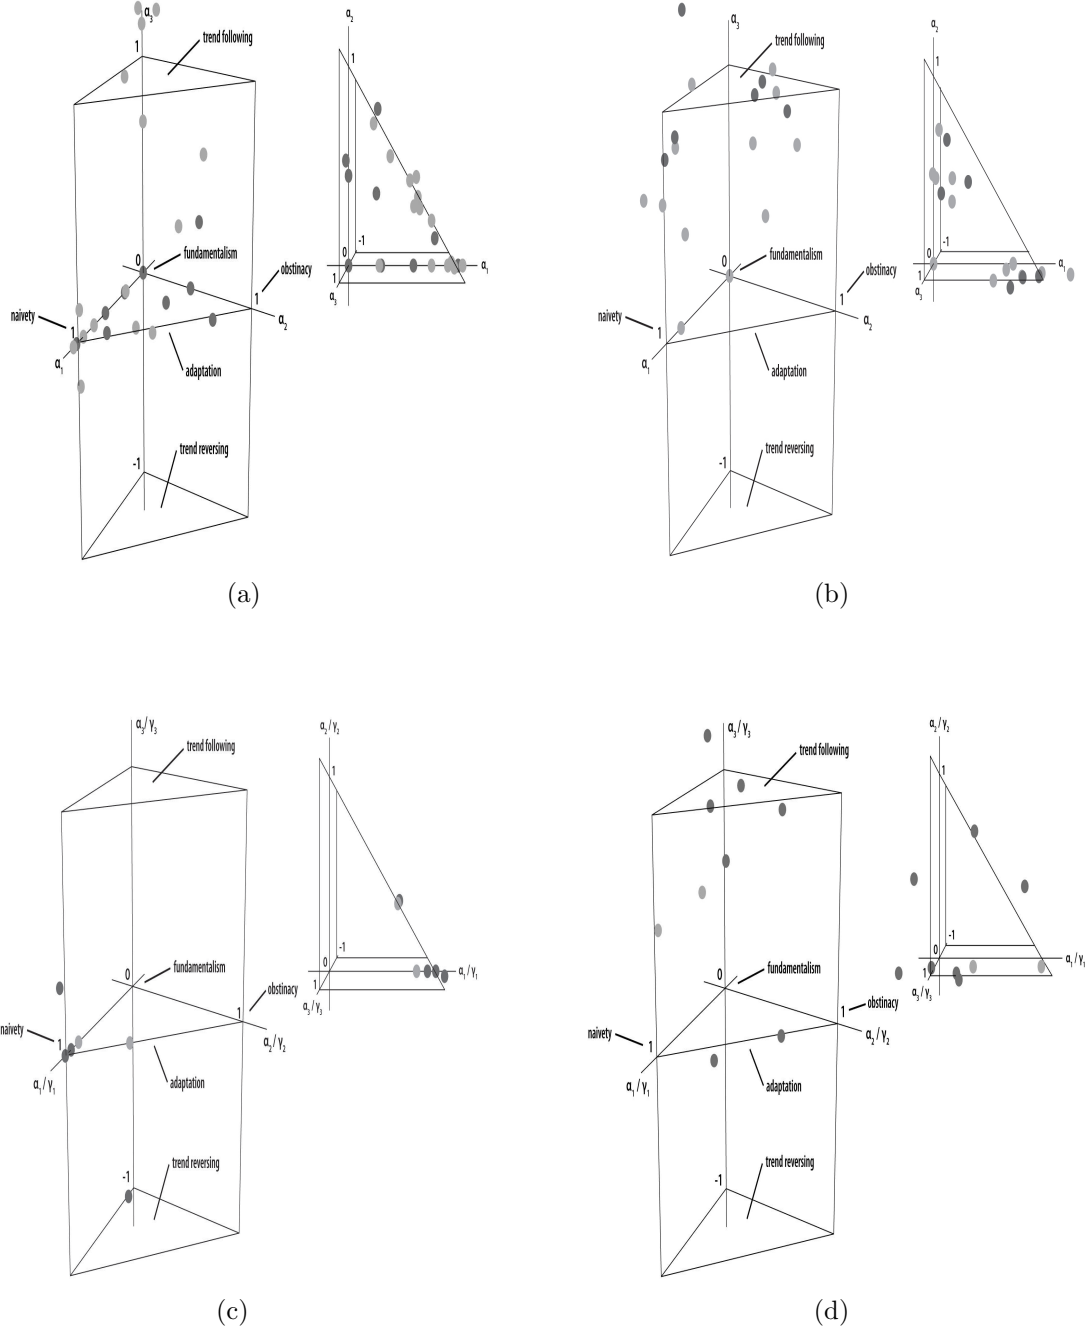 α3
1
trend following
0
fundamentalism
obstinacy
1
α2
naivety
1
α1
adaptation
-1
trend reversing
α2
1
-1
0
1
α3
α1
(a)
α3
1
trend following
0
fundamentalism
obstinacy
1
α2
naivety
1
α1
adaptation
-1
trend reversing
α2
1
-1
0
1
α3
α1
(b)
α3/ γ3
trend following
0
fundamentalism
obstinacy
1
α2 / γ2
naivety
1
α1 / γ1
adaptation
-1
trend reversing
α2 / γ2
1
-1
0
1
α3 / γ3
α1 / γ1
(c)
α3/ γ3
trend following
0
fundamentalism
obstinacy
1
α2 / γ2
naivety
1
α1 / γ1
adaptation
-1
trend reversing
α2 / γ2
1
-1
0
1
α3 / γ3
α1 / γ1
(d)